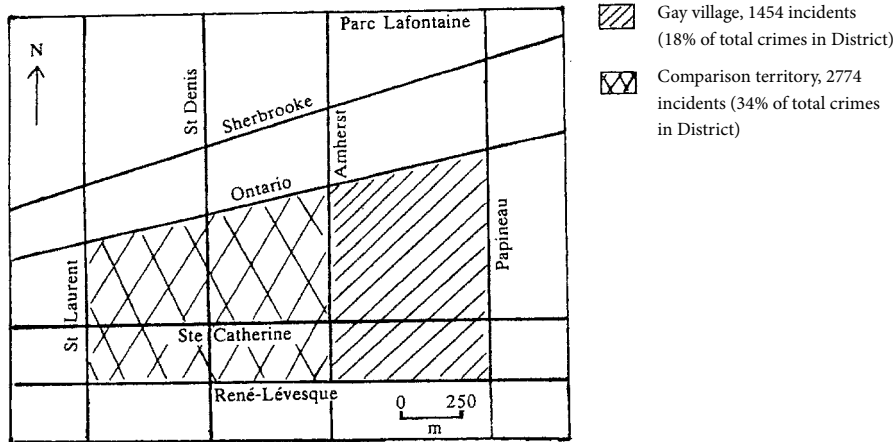 Parc Lafontaine
N
St Denis
Sherbrooke
Amherst
Ontario
Papineau
St Laurent
Ste Catherine
René-Lévesque
0 250
m
Gay village, 1454 incidents
(18% of total crimes in District)
Comparison territory, 2774
incidents (34% of total crimes
in District)